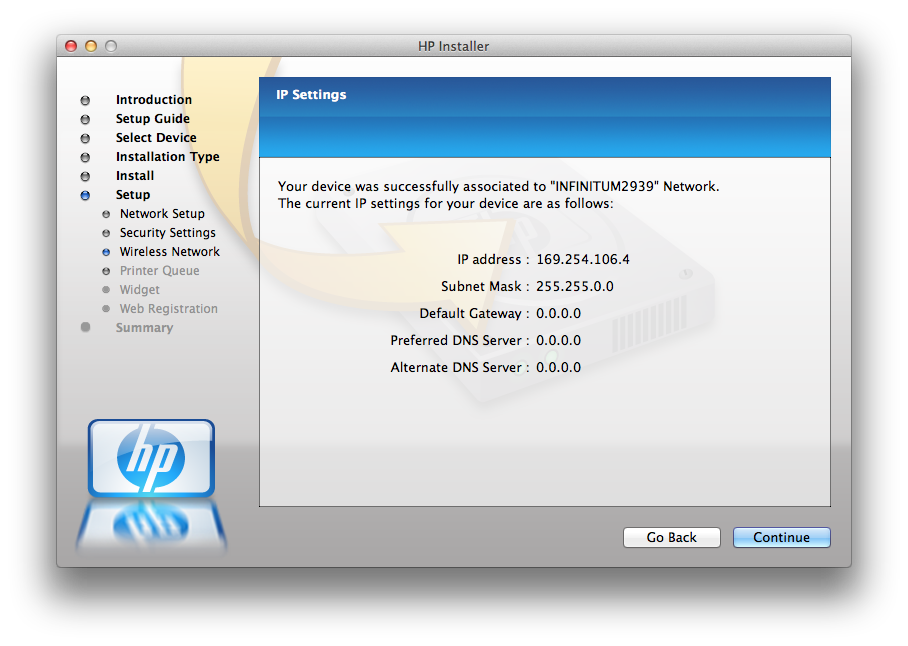 HP Installer
Introduction
Setup Guide
Select Device
Installation Type
Install
Setup
Network Setup
Security Settings
Wireless Network
Printer Queue
Widget
Web Registration
Summary
hp
IP Settings
Your device was successfully associated to "INFINITUM2939" Network.
The current IP settings for your device are as follows:
IP address : 169.254.106.4
Subnet Mask : 255.255.0.0
Default Gateway : 0.0.0.0
Preferred DNS Server : 0.0.0.0
Alternate DNS Server : 0.0.0.0
Go Back
Continue